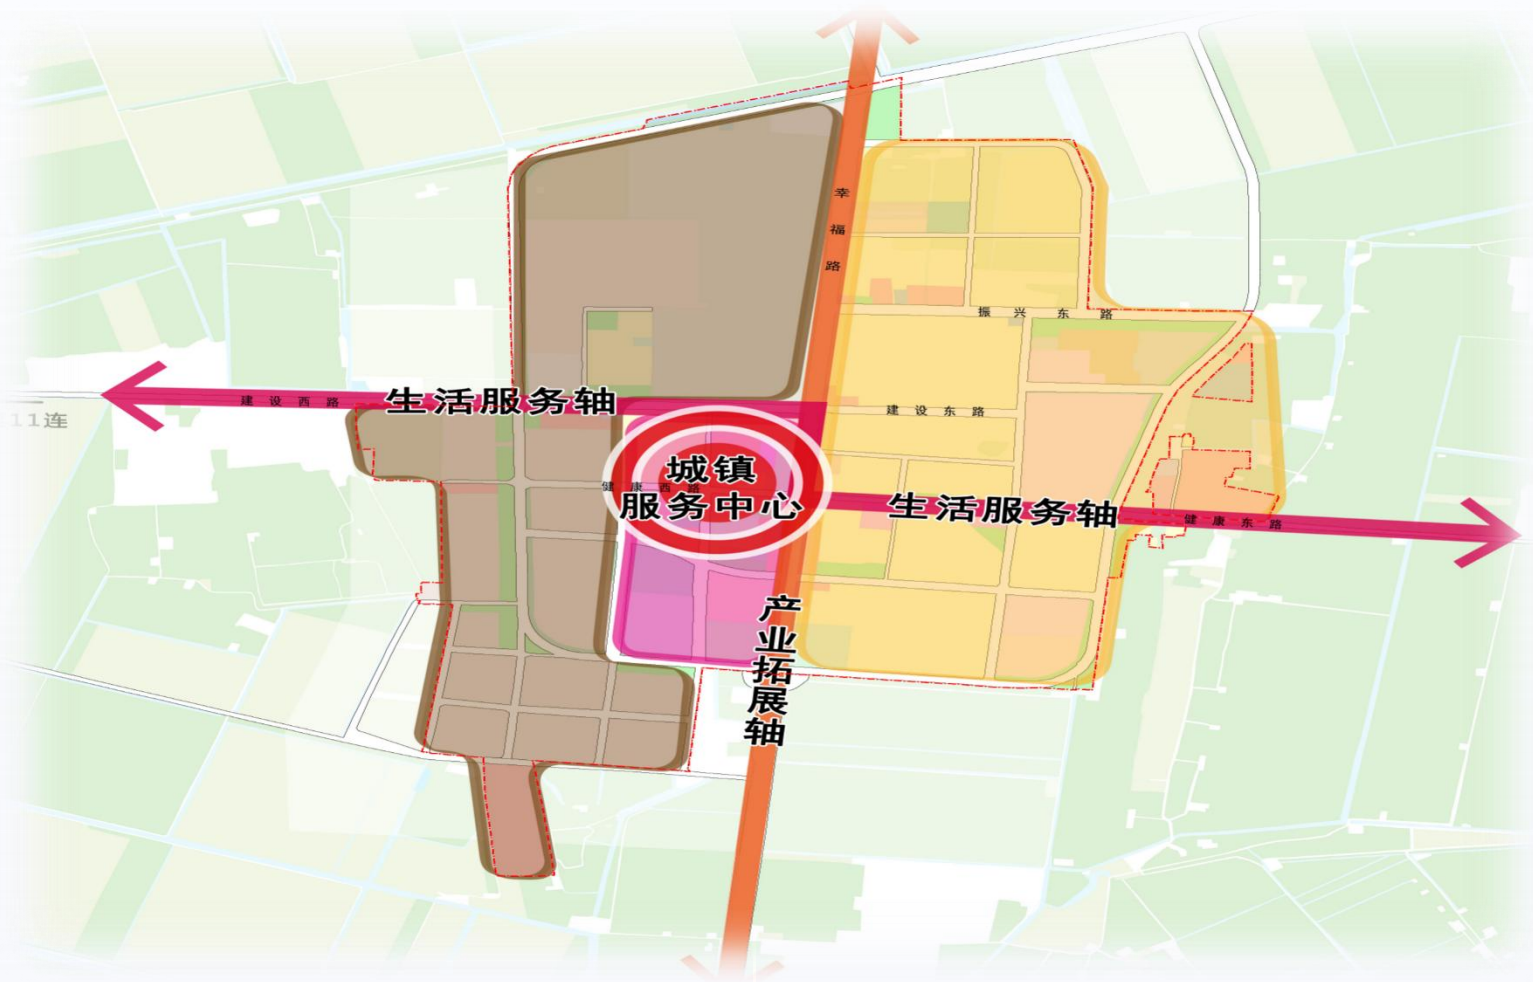 幸福路
振兴东路
生活服务轴
建设西路
建设东路
11连
城镇
服务中心
健康西路
生活服务轴
健康东路
产业拓展轴